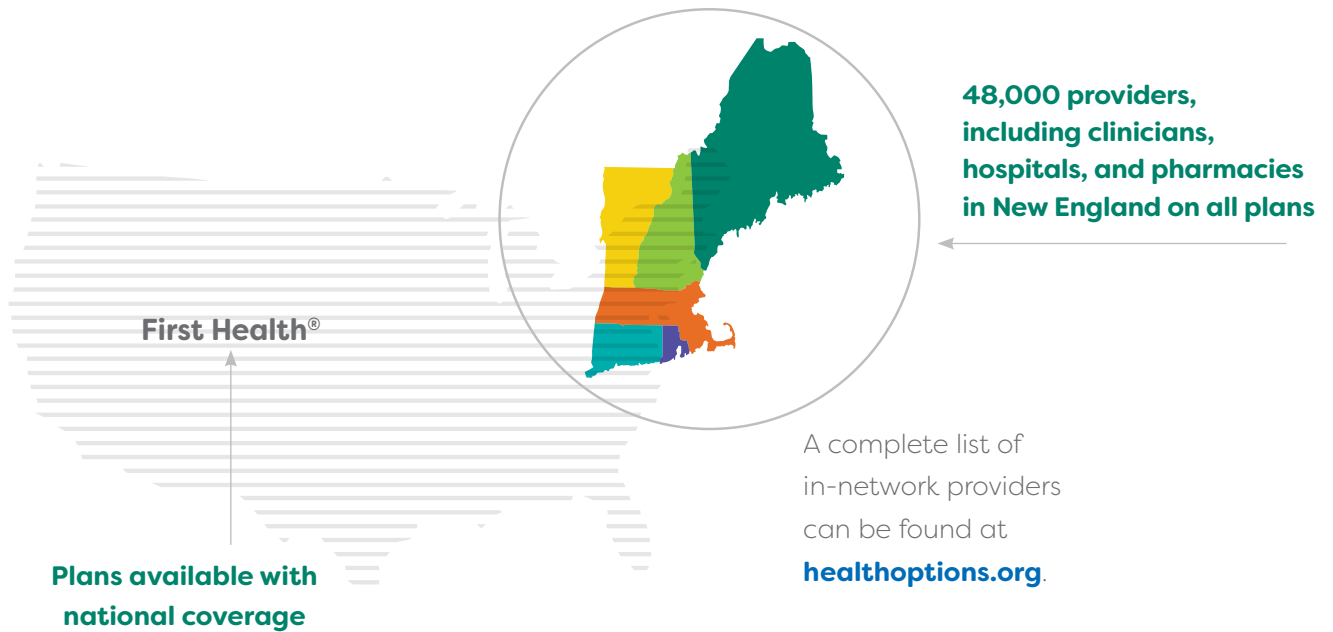 48,000 providers,
including clinicians,
hospitals, and pharmacies
in New England on all plans
First Health®
A complete list of
in-network providers
can be found at
healthoptions.org.
Plans available with
national coverage